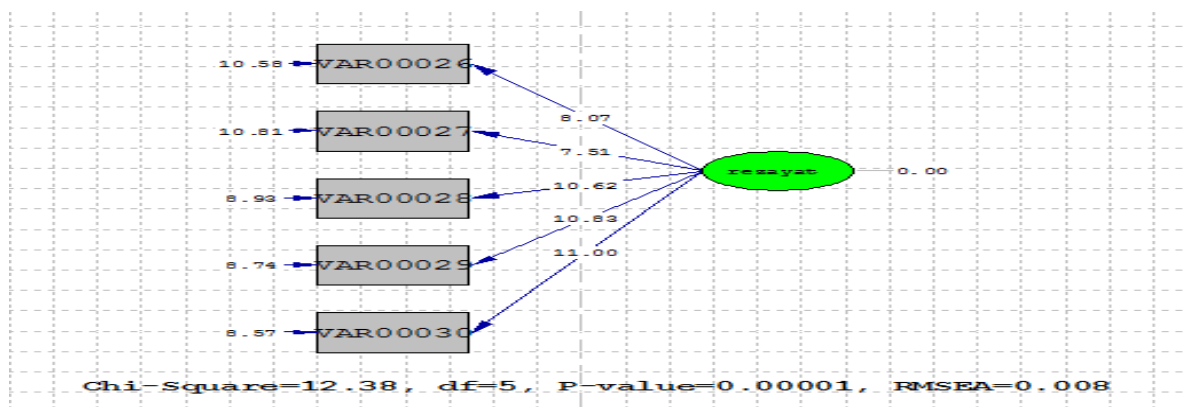 10.58 VAR00026
8.07
10.81 VAR00027
7.51
rezayat 0.00
10.62
8.93 VAR00028
10.83
8.74 VAR00029
11.00
8.57 VAR00030
Chi-Square=12.38, df=5, P-value=0.00001, RMSEA=0.008